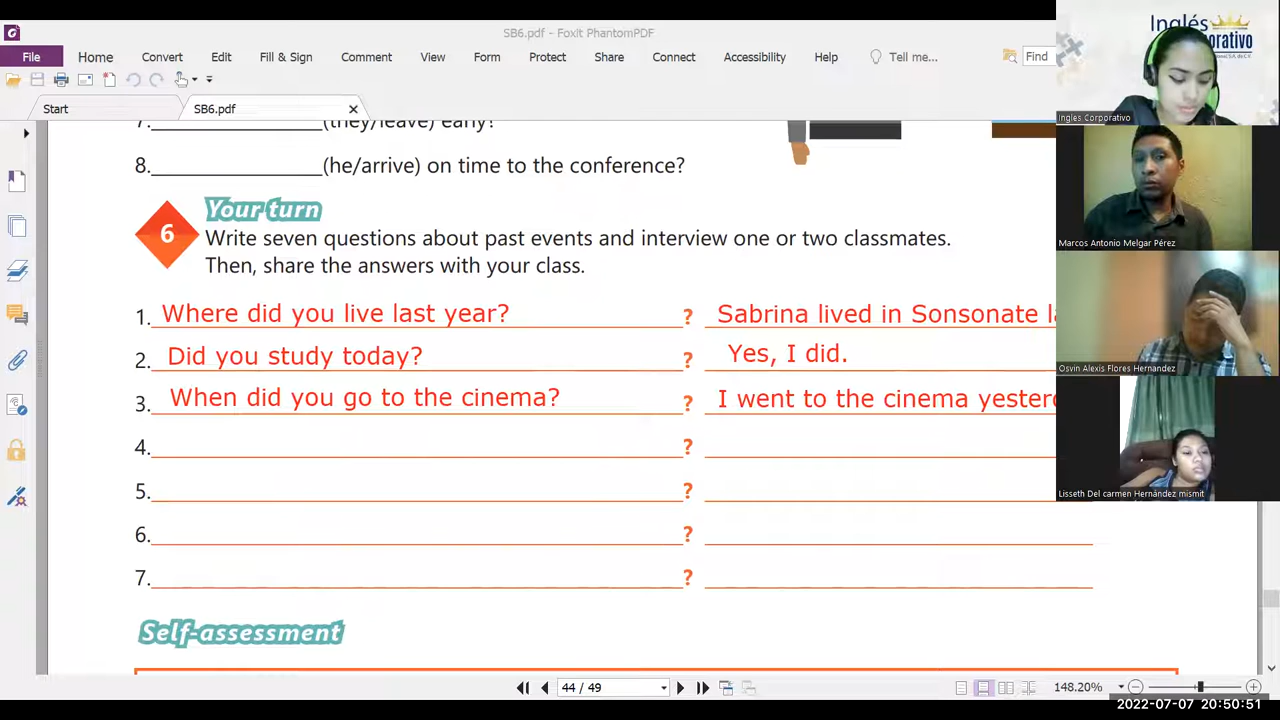 SB6.pdf - Foxit PhantomPDF
File Home Convert Edit Fill & Sign Comment View Form Protect Share Connect Accessibility Help Tell me... Find
Start SB6.pdf
7. (they/leave) early?
8. (he/arrive) on time to the conference?
6 Your turn
Write seven questions about past events and interview one or two classmates.
Then, share the answers with your class.
1. Where did you live last year? ? Sabrina lived in Sonsonate
2. Did you study today? ? Yes, I did.
3. When did you go to the cinema? ? I went to the cinema
4. ?
5. ?
6. ?
7. ?
Self-assessment
44 / 49 148.20%
Inglés
Ingles Corporativo
Marcos Antonio Melgar Pérez
Osvin Alexis Flores Hernandez
Lisseth Del carmen Hernández mismit
2022-07-07 20:50:51